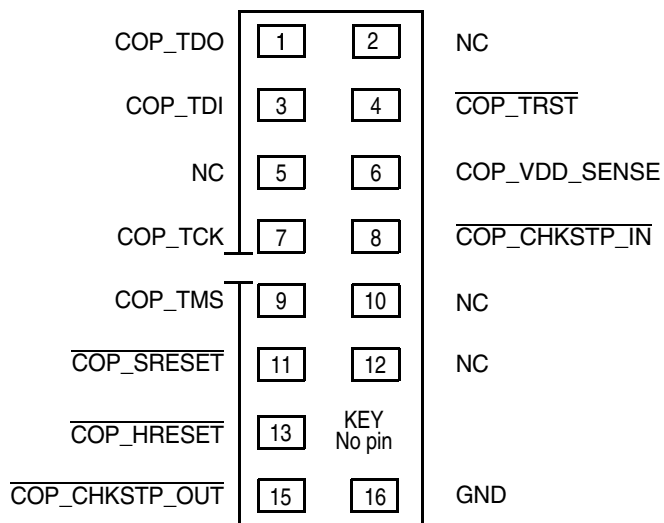 COP_TDO 1 2 NC
COP_TDI 3 4 COP_TRST
NC 5 6 COP_VDD_SENSE
COP_TCK 7 8 COP_CHKSTP_IN
COP_TMS 9 10 NC
COP_SRESET 11 12 NC
COP_HRESET 13 KEY
No pin
COP_CHKSTP_OUT 15 16 GND